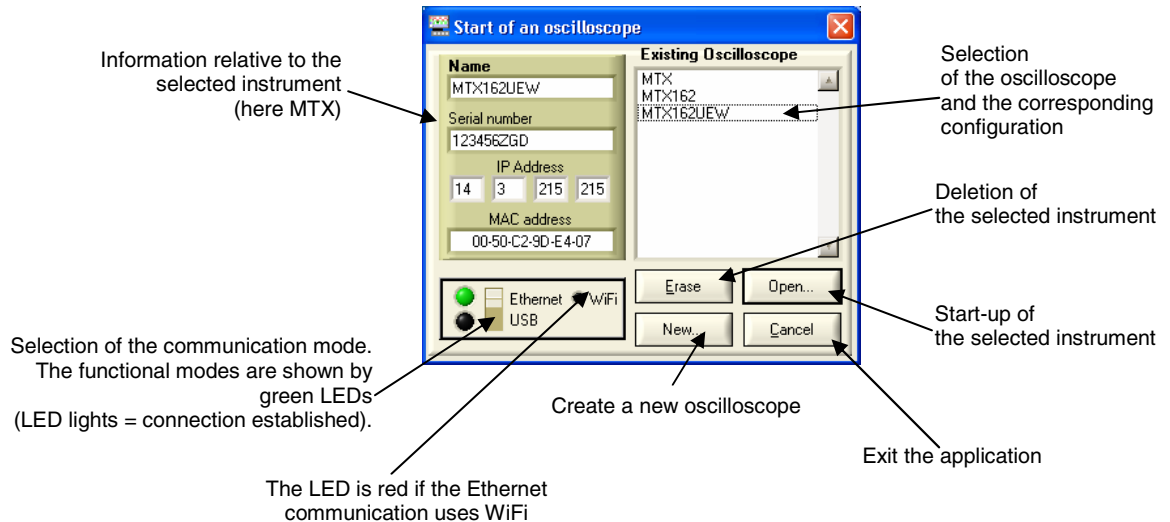 Start of an oscilloscope
Information relative to the
selected instrument
(here MTX)
Name
MTX162UEW
Serial number
123456ZGD
IP Address
14 3 215 215
MAC address
00-50-C2-9D-E4-07
Existing Oscilloscope
MTX
MTX162
MTX162UEW
Selection
of the oscilloscope
and the corresponding
configuration
Deletion of
the selected instrument
Ethernet WiFi
USB
Erase Open...
New... Cancel
Start-up of
the selected instrument
Selection of the communication mode.
The functional modes are shown by
green LEDs
(LED lights = connection established).
Create a new oscilloscope
Exit the application
The LED is red if the Ethernet
communication uses WiFi